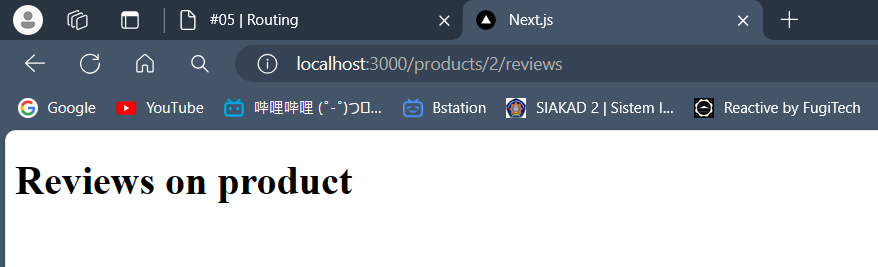 #05 | Routing
Next.js
localhost:3000/products/2/reviews
Google YouTube 哔哩哔哩 (゜-゜)つロ... Bstation SIAKAD 2 | Sistem I... Reactive by FugiTech
Reviews on product